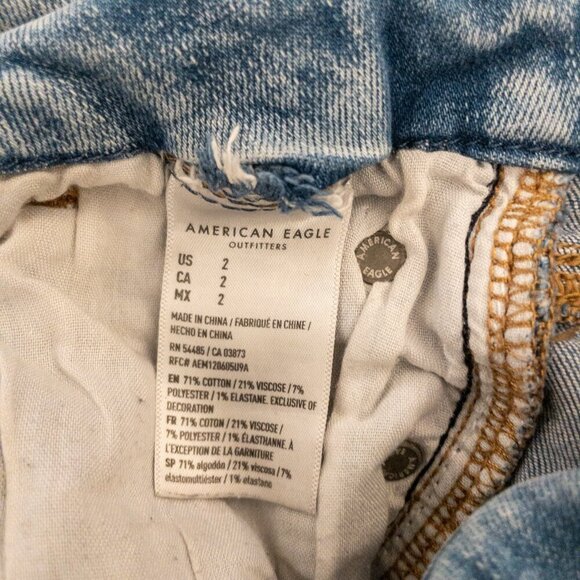 AMERICAN EAGLE
OUTFITTERS
US 2
CA 2
MX 2
MADE IN CHINA / FABRIQUÉ EN CHINE /
HECHO EN CHINA
RN 54485 / CA 03873
RFC# AEM120605U9A
EN 71% COTTON / 21% VISCOSE / 7%
POLYESTER / 1% ELASTANE. EXCLUSIVE OF
DECORATION
FR 71% COTON / 21% VISCOSE /
7% POLYESTER / 1% ÉLASTHANNE. À
L'EXCEPTION DE LA GARNITURE
SP 71% algodón / 21% viscosa / 7%
elastomultiéster / 1% elastano
AMERICAN
EAGLE